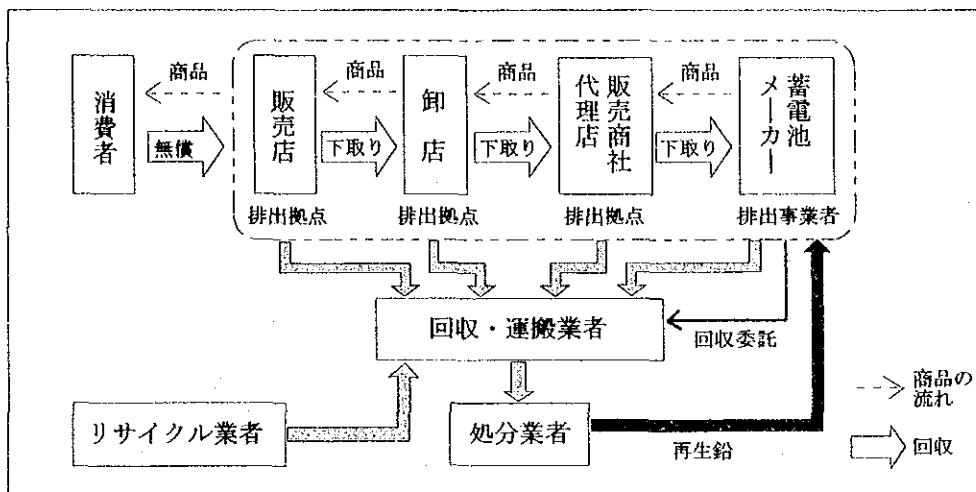 商品
商品
商品
商品
消費者
販売店
卸店
販売商社
代理店
蓄電池
メーカー
無償
下取り
下取り
下取り
排出拠点
排出拠点
排出拠点
排出事業者
回収・運搬業者
回収委託
リサイクル業者
処分業者
再生鉛
商品の
流れ
回収